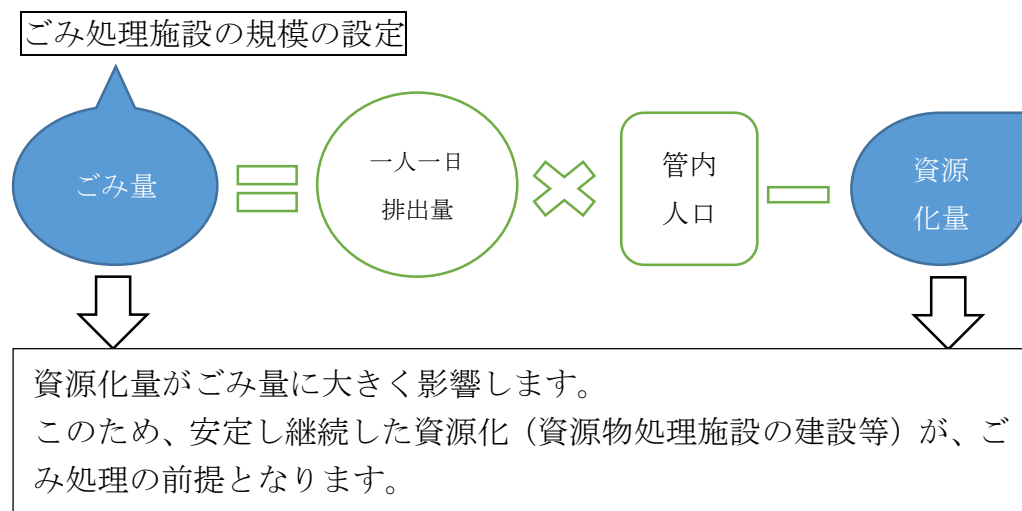 ごみ処理施設の規模の設定
ごみ量
一人一日
排出量
管内
人口
資源
化量
資源化量がごみ量に大きく影響します。
このため、安定し継続した資源化（資源物処理施設の建設等）が、ご
み処理の前提となります。